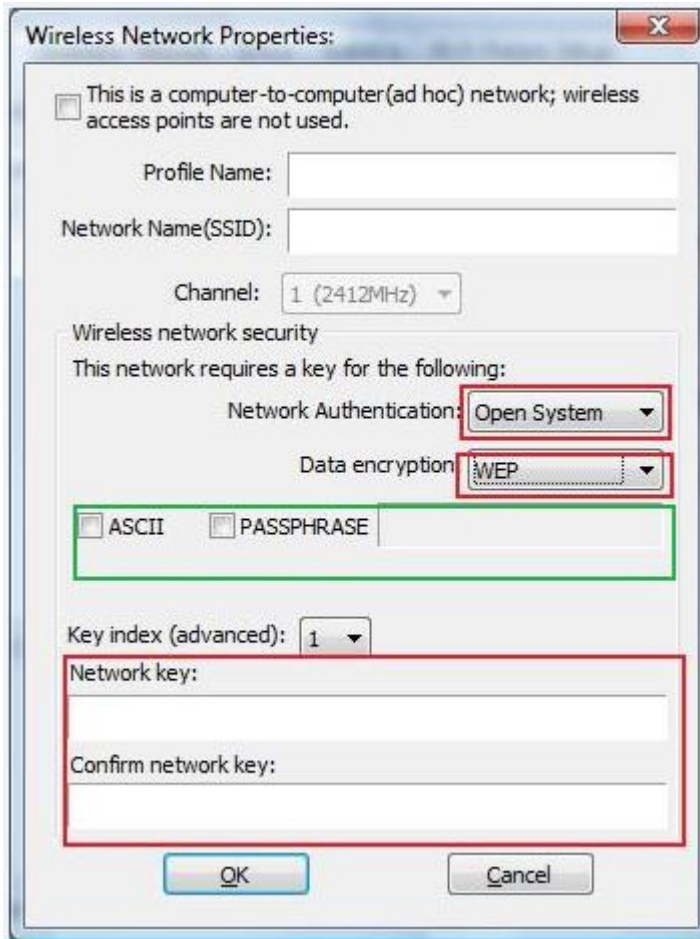 Wireless Network Properties:
This is a computer-to-computer(ad hoc) network; wireless
access points are not used.
Profile Name:
Network Name(SSID):
Channel: 1 (2412MHz)
Wireless network security
This network requires a key for the following:
Network Authentication: Open System
Data encryption: WEP
ASCII PASSPHRASE
Key index (advanced): 1
Network key:
Confirm network key:
OK Cancel